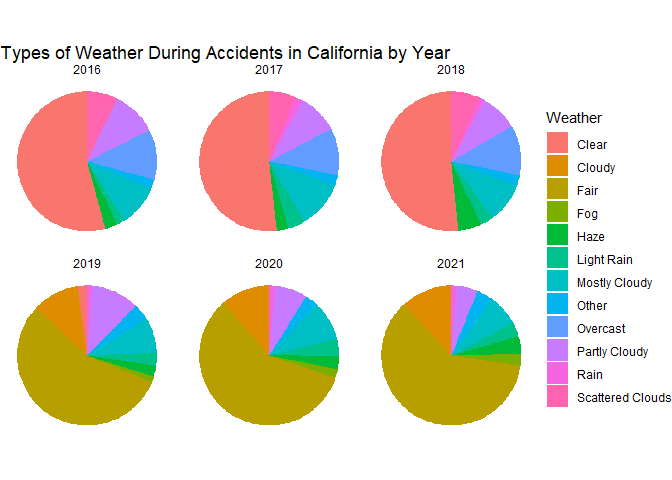 Types of Weather During Accidents in California by Year
2016
2017
2018
2019
2020
2021
Weather
Clear
Cloudy
Fair
Fog
Haze
Light Rain
Mostly Cloudy
Other
Overcast
Partly Cloudy
Rain
Scattered Clouds